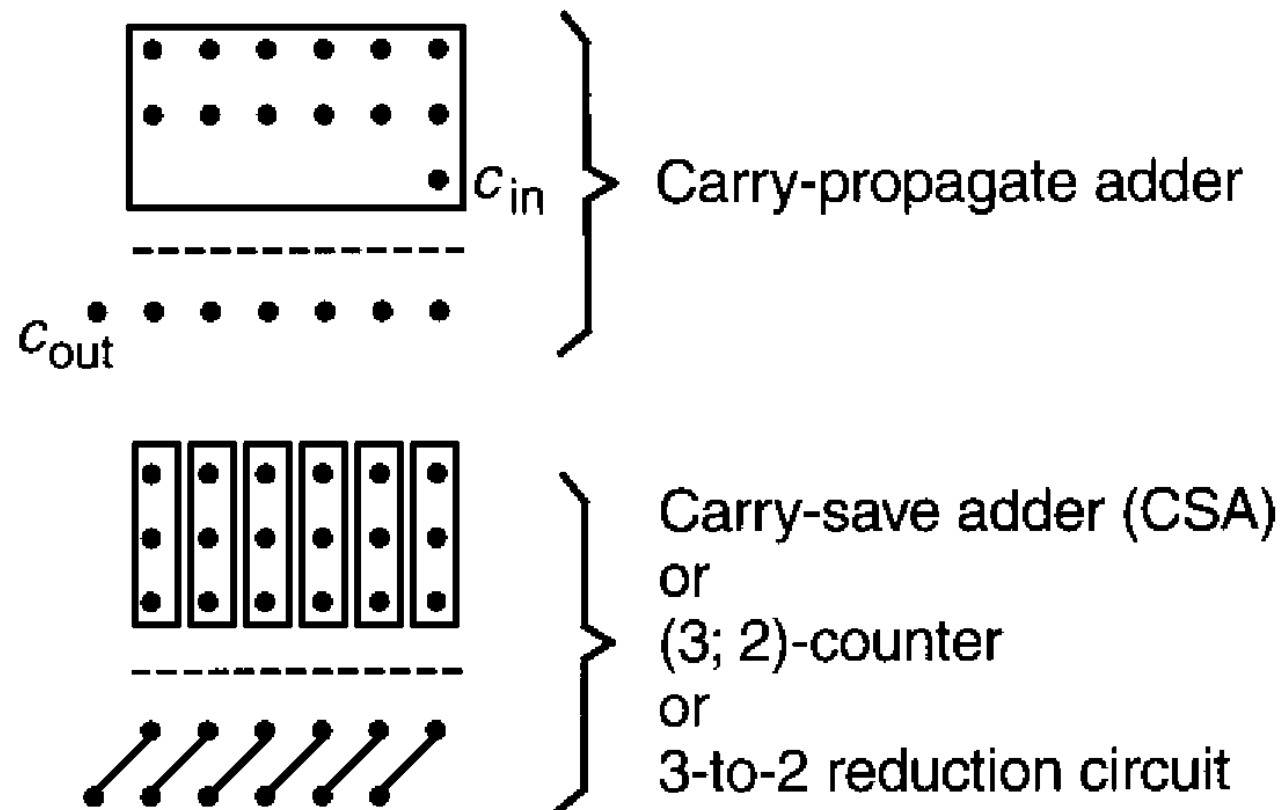 c_in
Carry-propagate adder
c_out
Carry-save adder (CSA)
or
(3; 2)-counter
or
3-to-2 reduction circuit